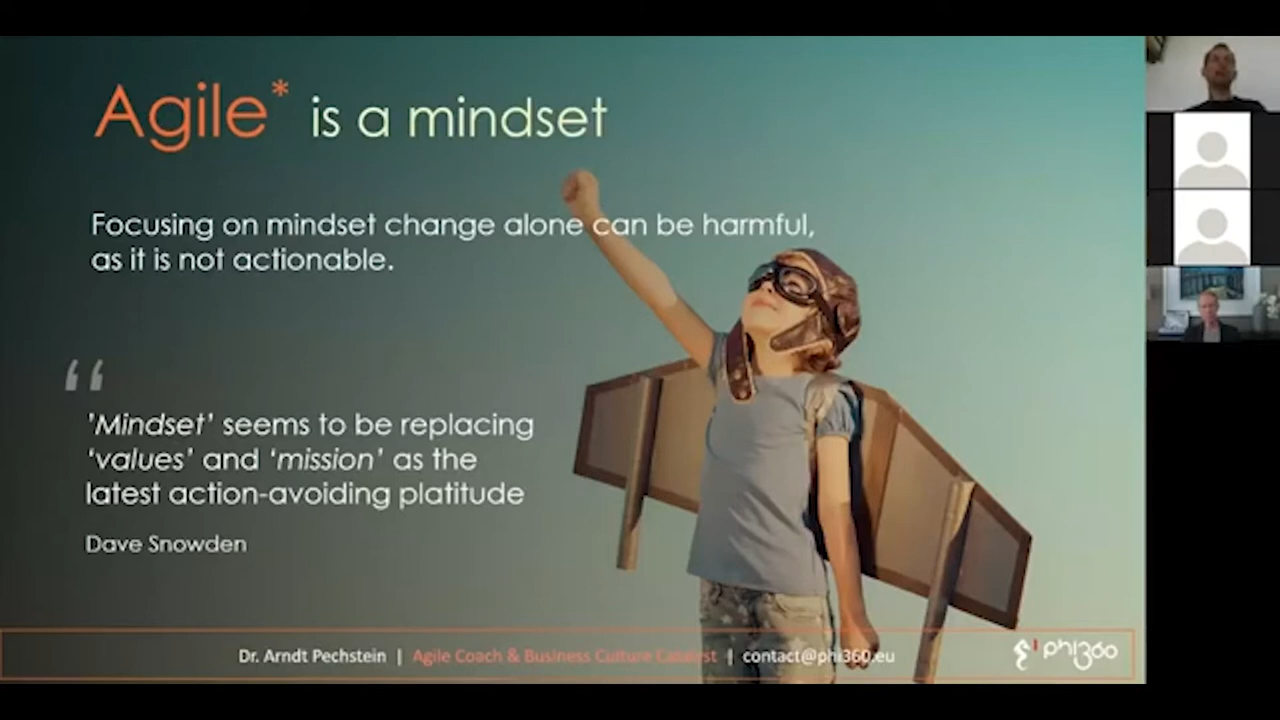 Agile* is a mindset
Focusing on mindset change alone can be harmful,
as it is not actionable.
“
’Mindset’ seems to be replacing
‘values’ and ‘mission’ as the
latest action-avoiding platitude
Dave Snowden
Dr. Arndt Pechstein | Agile Coach & Business Culture Catalyst | contact@phi360.eu
phi360